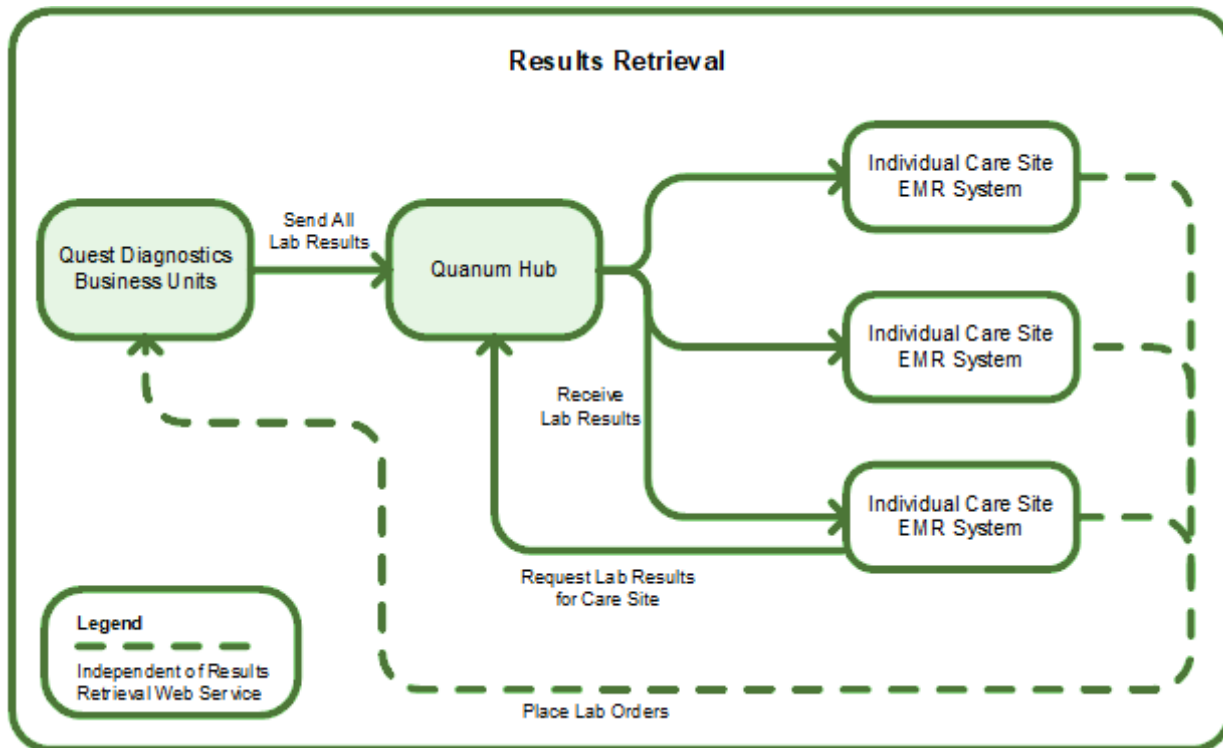 Results Retrieval
Individual Care Site
EMR System
Send All
Lab Results
Quest Diagnostics
Business Units
Quanum Hub
Individual Care Site
EMR System
Receive
Lab Results
Individual Care Site
EMR System
Request Lab Results
for Care Site
Legend
Independent of Results
Retrieval Web Service
Place Lab Orders